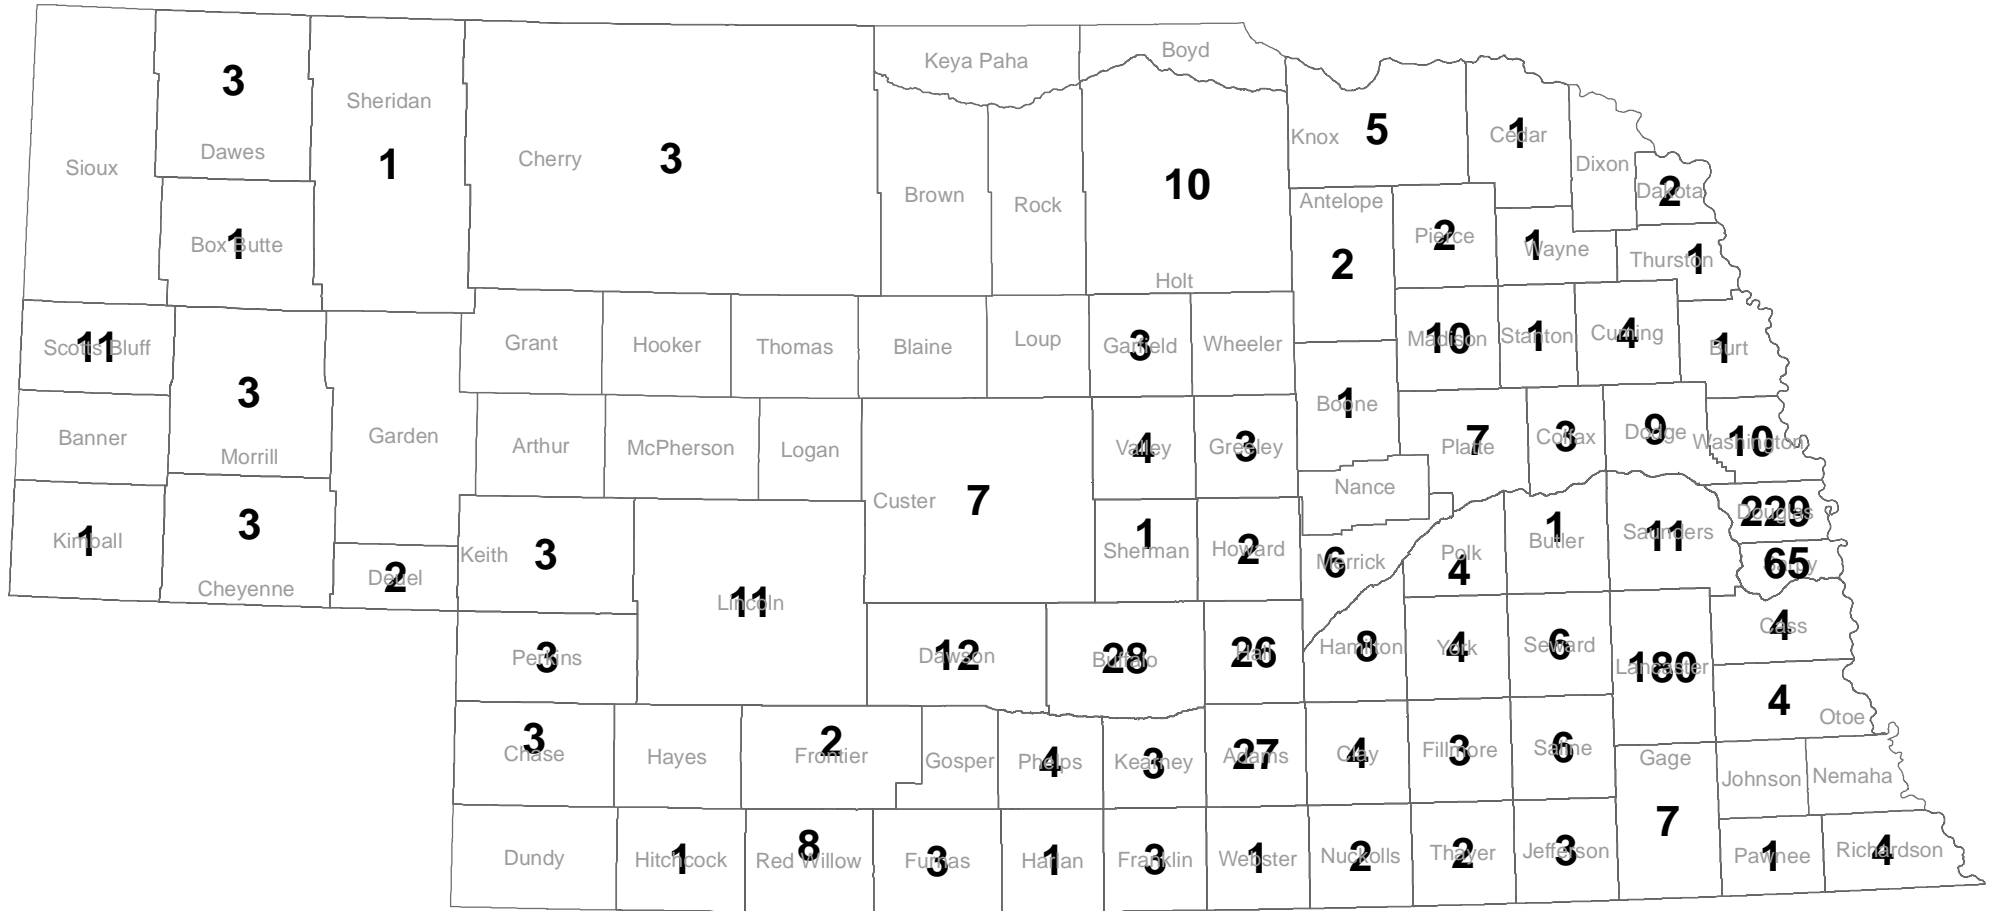 Keya Paha
Boyd
3
Dawes
Sheridan
1
Sioux
Cherry
3
Brown
Rock
10
Holt
Knox
5
Cedar
1
Dixon
Dakota
2
Antelope
2
Pierce
2
Wayne
1
Thurston
1
Box Butte
1
Scotts Bluff
11
3
Morrill
Garden
Grant
Hooker
Thomas
Blaine
Loup
Garfield
3
Wheeler
Boone
1
Madison
10
Stanton
1
Cuming
4
Burt
1
Banner
Arthur
McPherson
Logan
Custer
7
Valley
4
Greeley
3
Platte
7
Colfax
3
Dodge
9
Washington
10
Nance
Kimball
1
3
Cheyenne
Deuel
2
Keith
3
Lincoln
11
1
Sherman
Howard
2
Merrick
6
Polk
4
1
Butler
Saunders
11
Douglas
229
Sarpy
65
Cass
4
Perkins
3
Dawson
12
Buffalo
28
Hall
26
Hamilton
8
York
4
Seward
6
Lancaster
180
4
Otoe
3
Chase
Hayes
2
Frontier
Gosper
Phelps
4
Kearney
3
Adams
27
Clay
4
Fillmore
3
Saline
6
Gage
7
Johnson
Nemaha
Dundy
Hitchcock
1
8
Red Willow
Furnas
3
Harlan
1
Franklin
3
Webster
1
Nuckolls
2
Thayer
2
Jefferson
3
Pawnee
1
Richardson
4